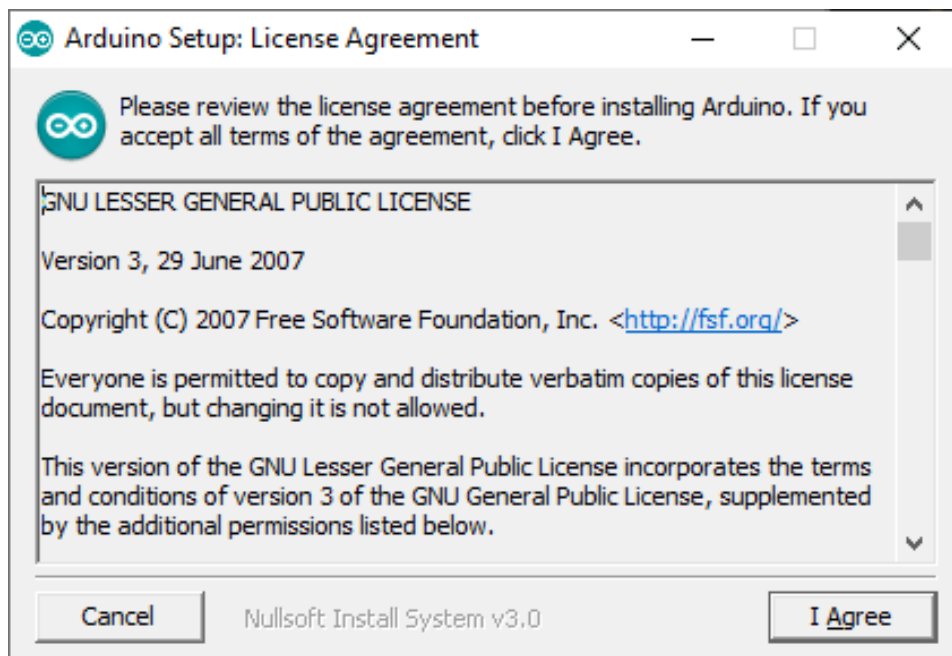 Arduino Setup: License Agreement
Please review the license agreement before installing Arduino. If you
accept all terms of the agreement, click I Agree.
GNU LESSER GENERAL PUBLIC LICENSE
Version 3, 29 June 2007
Copyright (C) 2007 Free Software Foundation, Inc. <http://fsf.org/>
Everyone is permitted to copy and distribute verbatim copies of this license
document, but changing it is not allowed.
This version of the GNU Lesser General Public License incorporates the terms
and conditions of version 3 of the GNU General Public License, supplemented
by the additional permissions listed below.
Cancel
Nullsoft Install System v3.0
I Agree